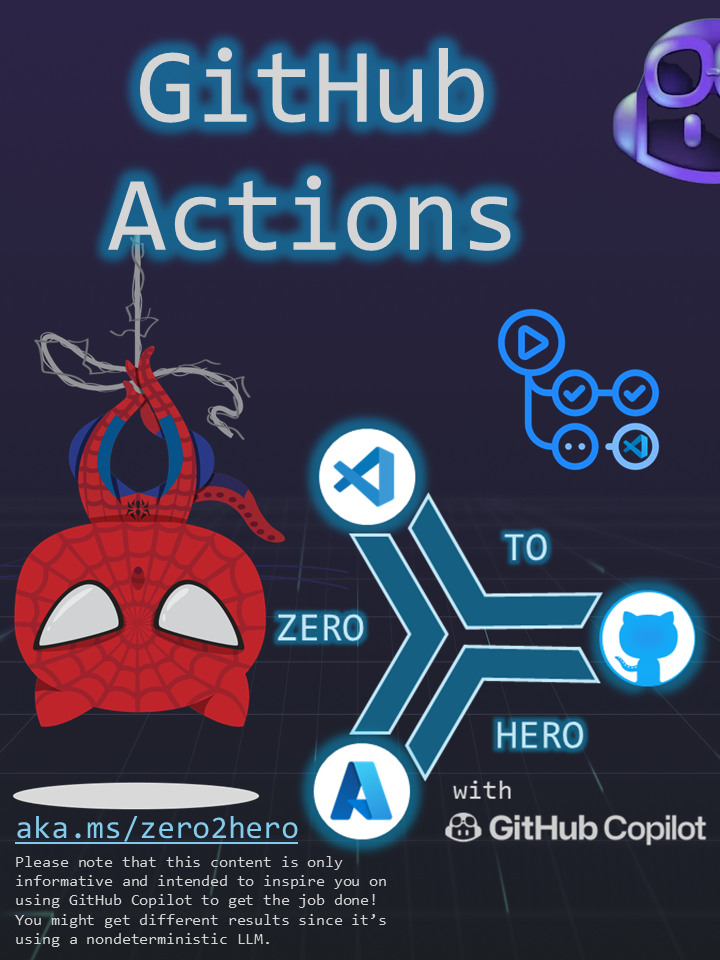 GitHub
Actions
TO
ZERO
HERO
with
GitHub Copilot
aka.ms/zero2hero
Please note that this content is only
informative and intended to inspire you on
using GitHub Copilot to get the job done!
You might get different results since it’s
using a nondeterministic LLM.